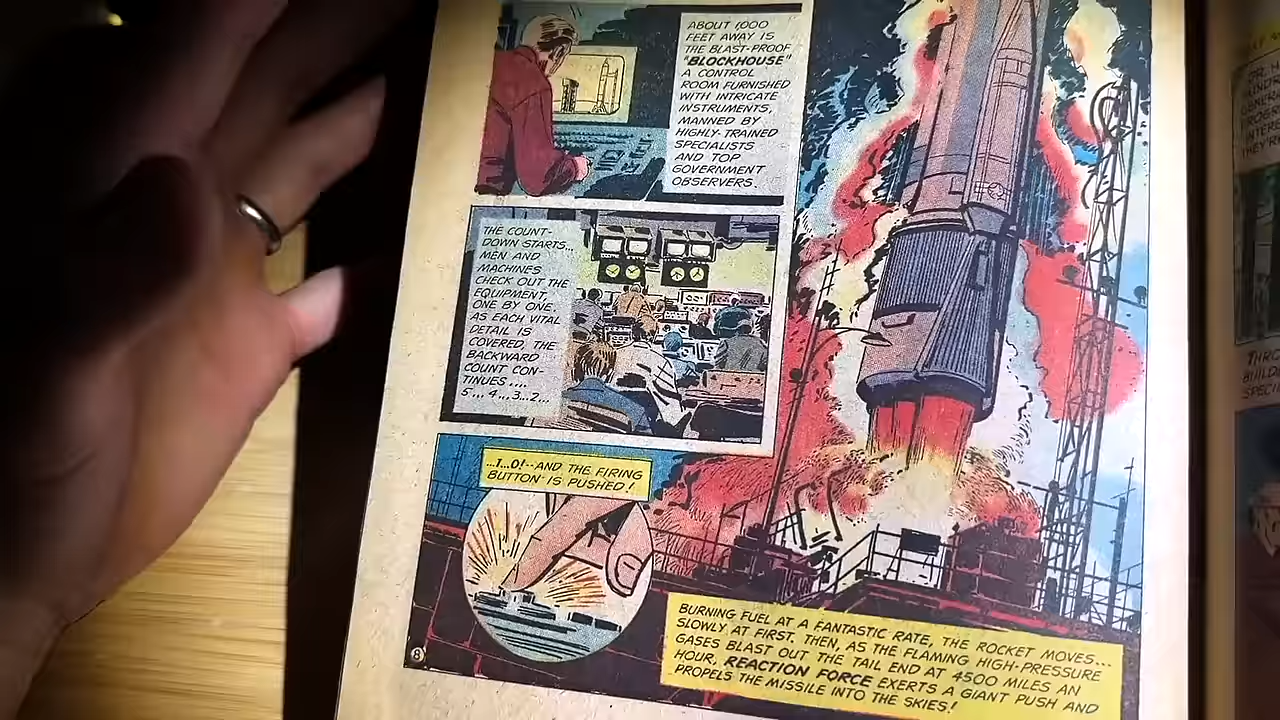 ABOUT 1000
FEET AWAY IS
THE BLAST-PROOF
"BLOCKHOUSE"
A CONTROL
ROOM FURNISHED
WITH INTRICATE
INSTRUMENTS,
MANNED BY
HIGHLY-TRAINED
SPECIALISTS
AND TOP
GOVERNMENT
OBSERVERS.
THE COUNT-
DOWN STARTS...
MEN AND
MACHINES
CHECK OUT THE
EQUIPMENT,
ONE BY ONE.
AS EACH VITAL
DETAIL IS
COVERED, THE
BACKWARD
COUNT CON-
TINUES....
5... 4...3...2...
...1...0!--AND THE FIRING
BUTTON IS PUSHED!
BURNING FUEL AT A FANTASTIC RATE, THE ROCKET MOVES...
SLOWLY AT FIRST. THEN, AS THE FLAMING HIGH-PRESSURE
GASES BLAST OUT THE TAIL END AT 4500 MILES AN
HOUR, REACTION FORCE EXERTS A GIANT PUSH AND
PROPELS THE MISSILE INTO THE SKIES!
8